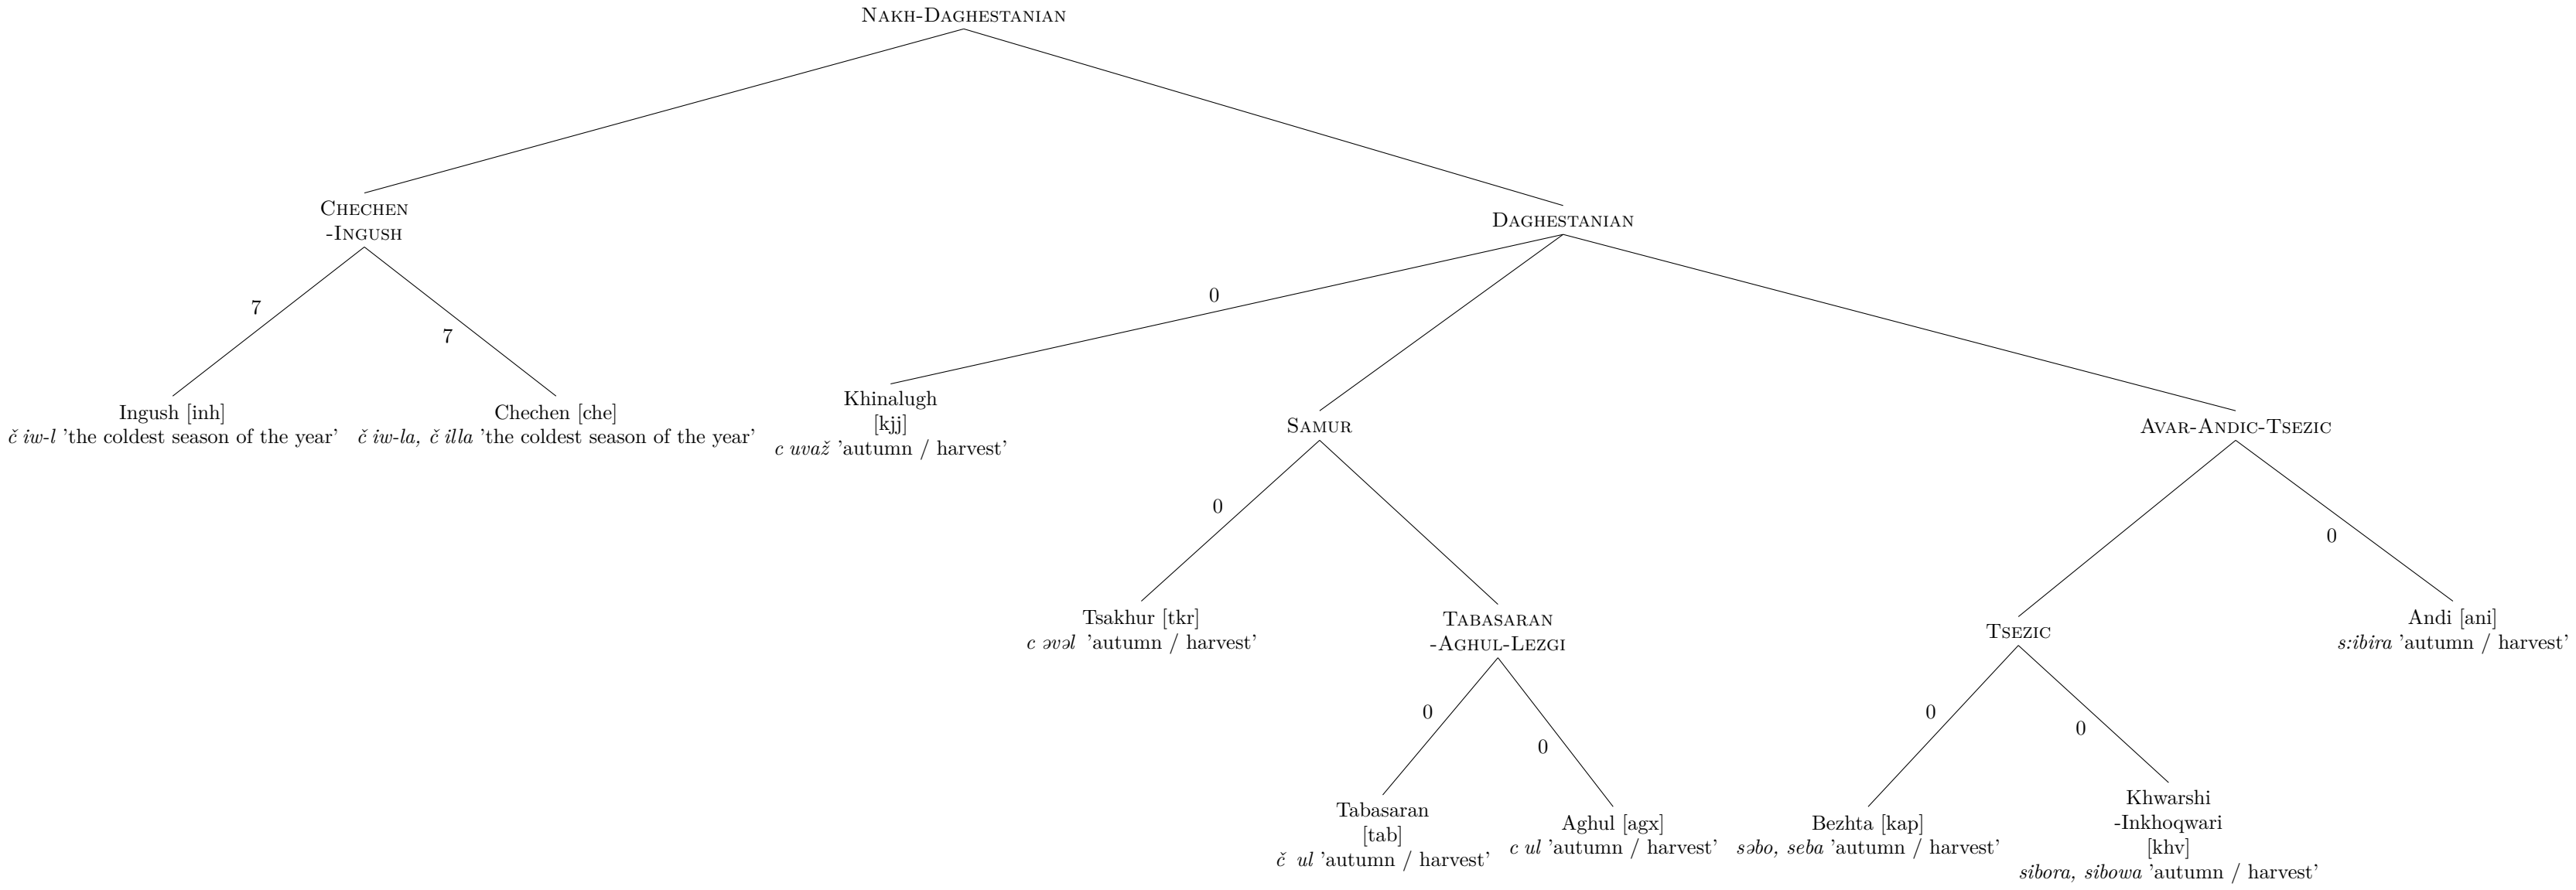 NAKH-DAGHESTANIAN
CHECHEN
-INGUSH
DAGHESTANIAN
7
7
0
Ingush [inh]
č iw-l 'the coldest season of the year'
Chechen [che]
č iw-la, č illa 'the coldest season of the year'
Khinalugh
[kjj]
c uvaž 'autumn / harvest'
SAMUR
AVAR-ANDIC-TSEZIC
0
0
Tsakhur [tkr]
c əvəl 'autumn / harvest'
TABASARAN
-AGHUL-LEZGI
TSEZIC
Andi [ani]
s:ibira 'autumn / harvest'
0
0
0
0
Tabasaran
[tab]
č ul 'autumn / harvest'
Aghul [agx]
c ul 'autumn / harvest'
Bezhta [kap]
səbo, seba 'autumn / harvest'
Khwarshi
-Inkhoqwari
[khv]
sibora, sibowa 'autumn / harvest'